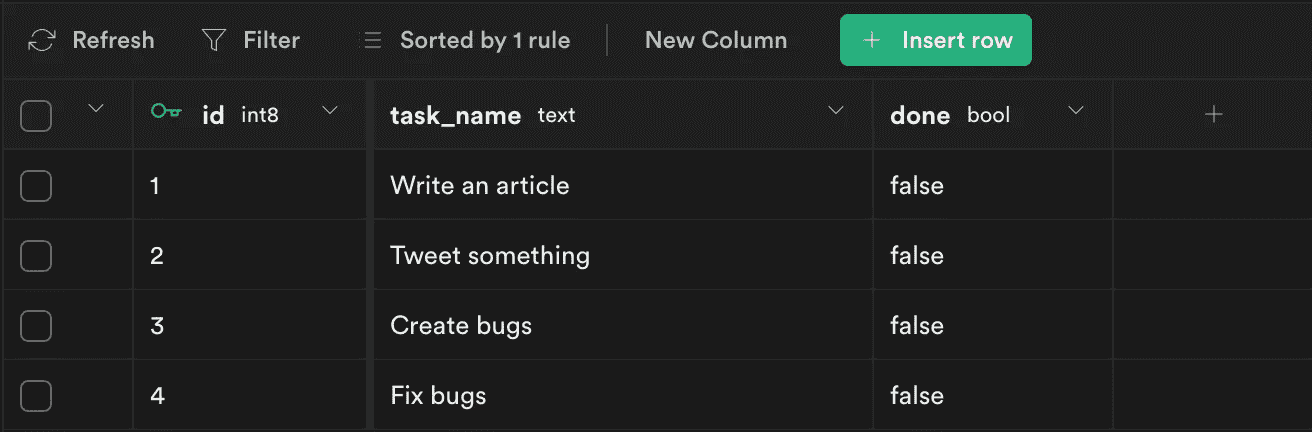 Refresh Filter Sorted by 1 rule New Column + Insert row
id int8 task_name text done bool +
1 Write an article false
2 Tweet something false
3 Create bugs false
4 Fix bugs false